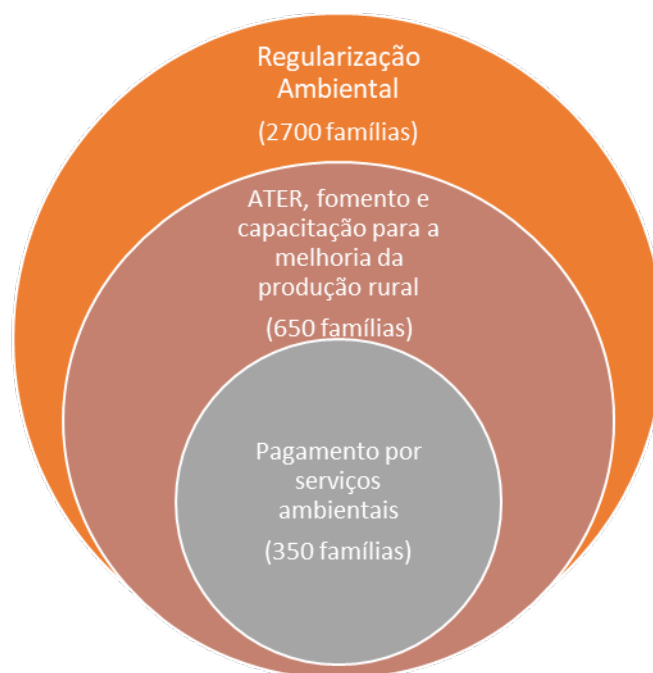 Regularização
Ambiental
(2700 famílias)
ATER, fomento e
capacitação para a
melhoria da
produção rural
(650 famílias)
Pagamento por
serviços
ambientais
(350 famílias)